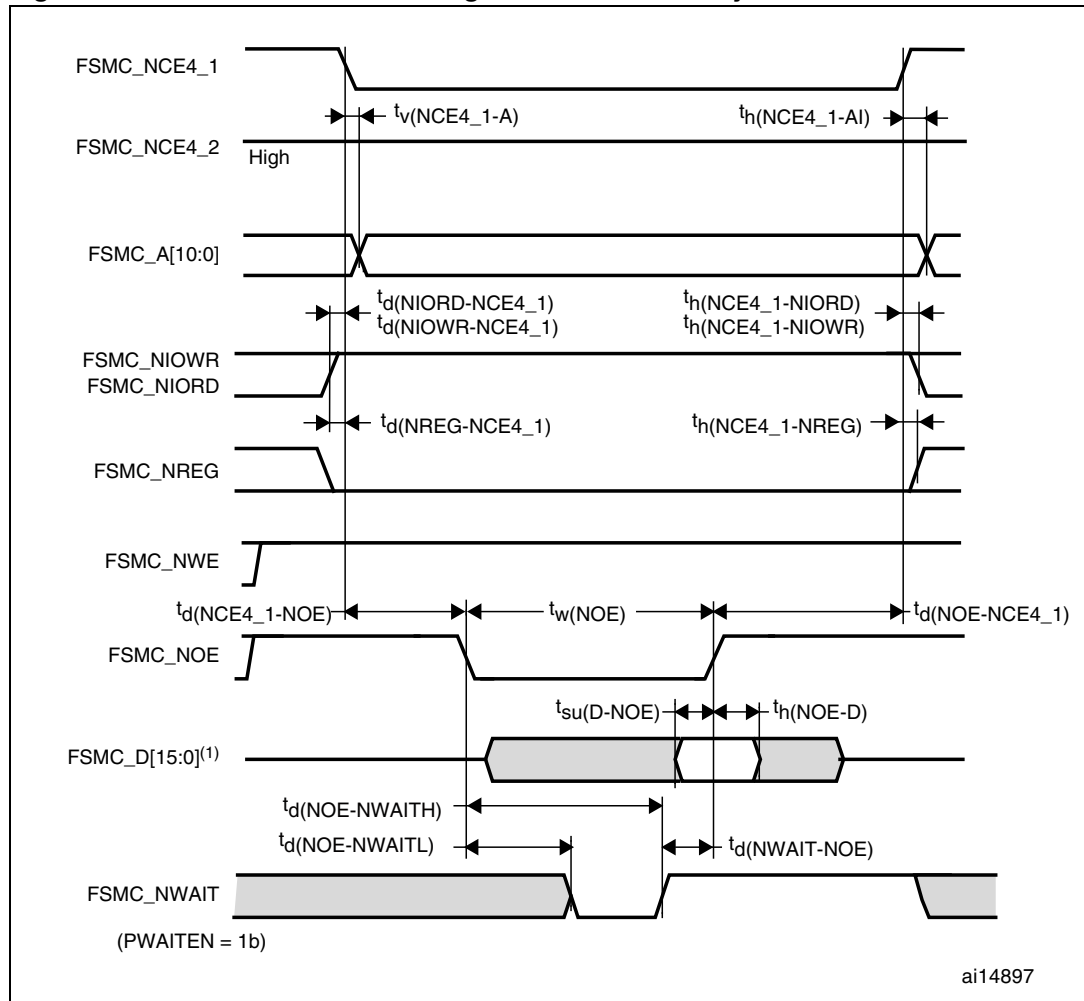 FSMC_NCE4_1
tv(NCE4_1-A)
th(NCE4_1-AI)
FSMC_NCE4_2
High
FSMC_A[10:0]
td(NIORD-NCE4_1)
td(NIOWR-NCE4_1)
th(NCE4_1-NIORD)
th(NCE4_1-NIOWR)
FSMC_NIOWR
FSMC_NIORD
td(NREG-NCE4_1)
th(NCE4_1-NREG)
FSMC_NREG
FSMC_NWE
td(NCE4_1-NOE)
tw(NOE)
td(NOE-NCE4_1)
FSMC_NOE
tsu(D-NOE)
th(NOE-D)
FSMC_D[15:0](1)
td(NOE-NWAITH)
td(NOE-NWAITL)
td(NWAIT-NOE)
FSMC_NWAIT
(PWAITEN = 1b)
ai14897